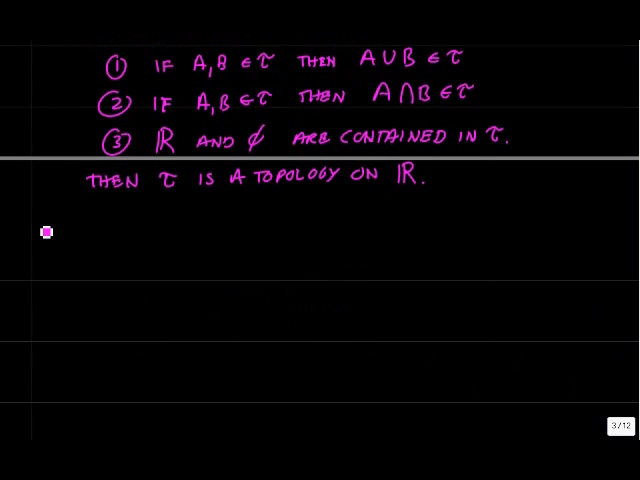 ① IF A, B ∈ τ THEN A ∪ B ∈ τ
② IF A, B ∈ τ THEN A ∩ B ∈ τ
③ ℝ AND ∅ ARE CONTAINED IN τ.
THEN τ IS A TOPOLOGY ON ℝ.
3/12